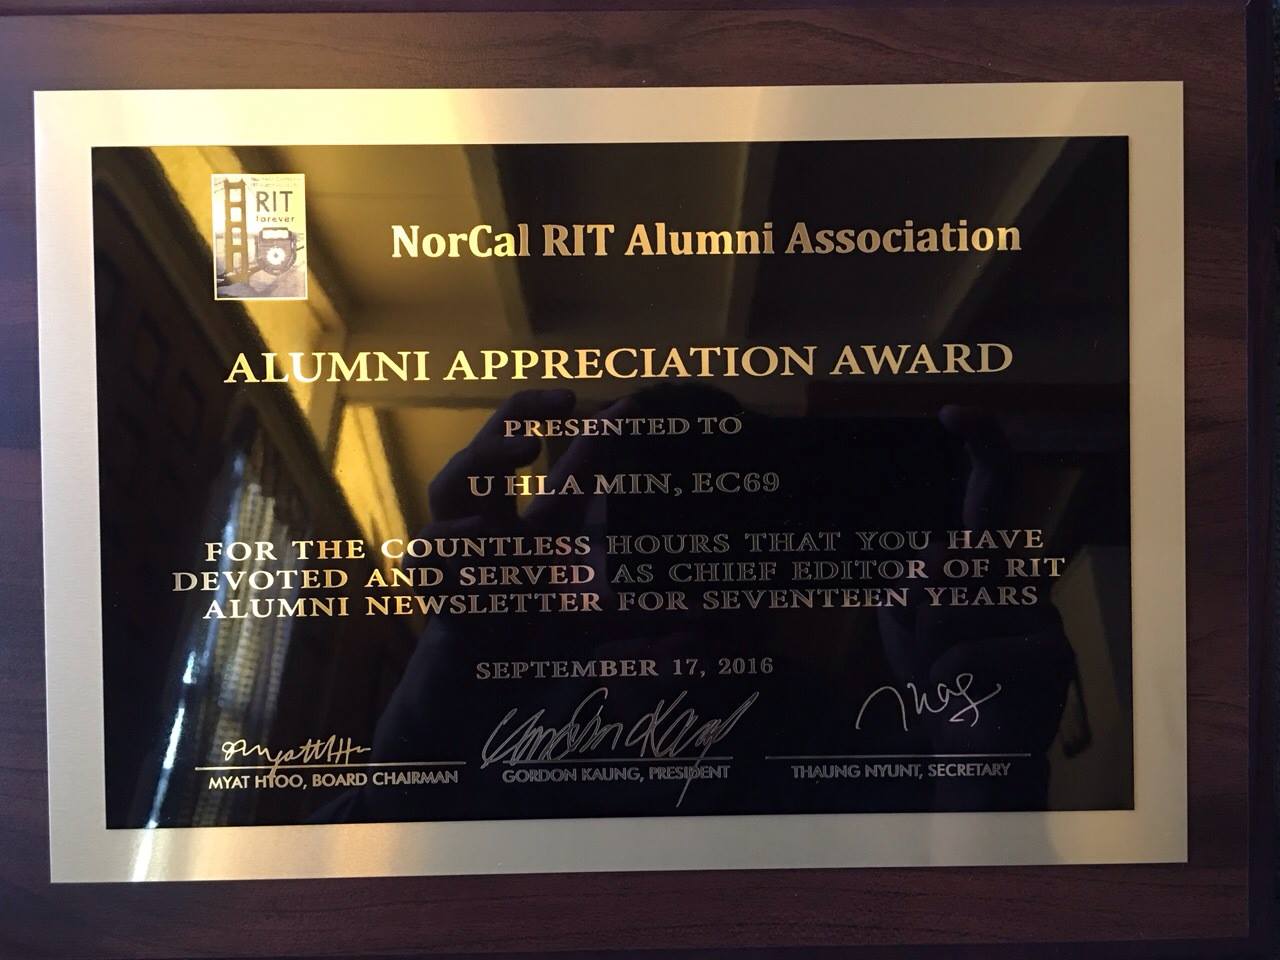 RIT
forever
NorCal RIT Alumni Association
ALUMNI APPRECIATION AWARD
PRESENTED TO
U HLA MIN, EC69
FOR THE COUNTLESS HOURS THAT YOU HAVE
DEVOTED AND SERVED AS CHIEF EDITOR OF RIT
ALUMNI NEWSLETTER FOR SEVENTEEN YEARS
SEPTEMBER 17, 2016
MYAT HTOO, BOARD CHAIRMAN
GORDON KAUNG, PRESIDENT
THAUNG NYUNT, SECRETARY